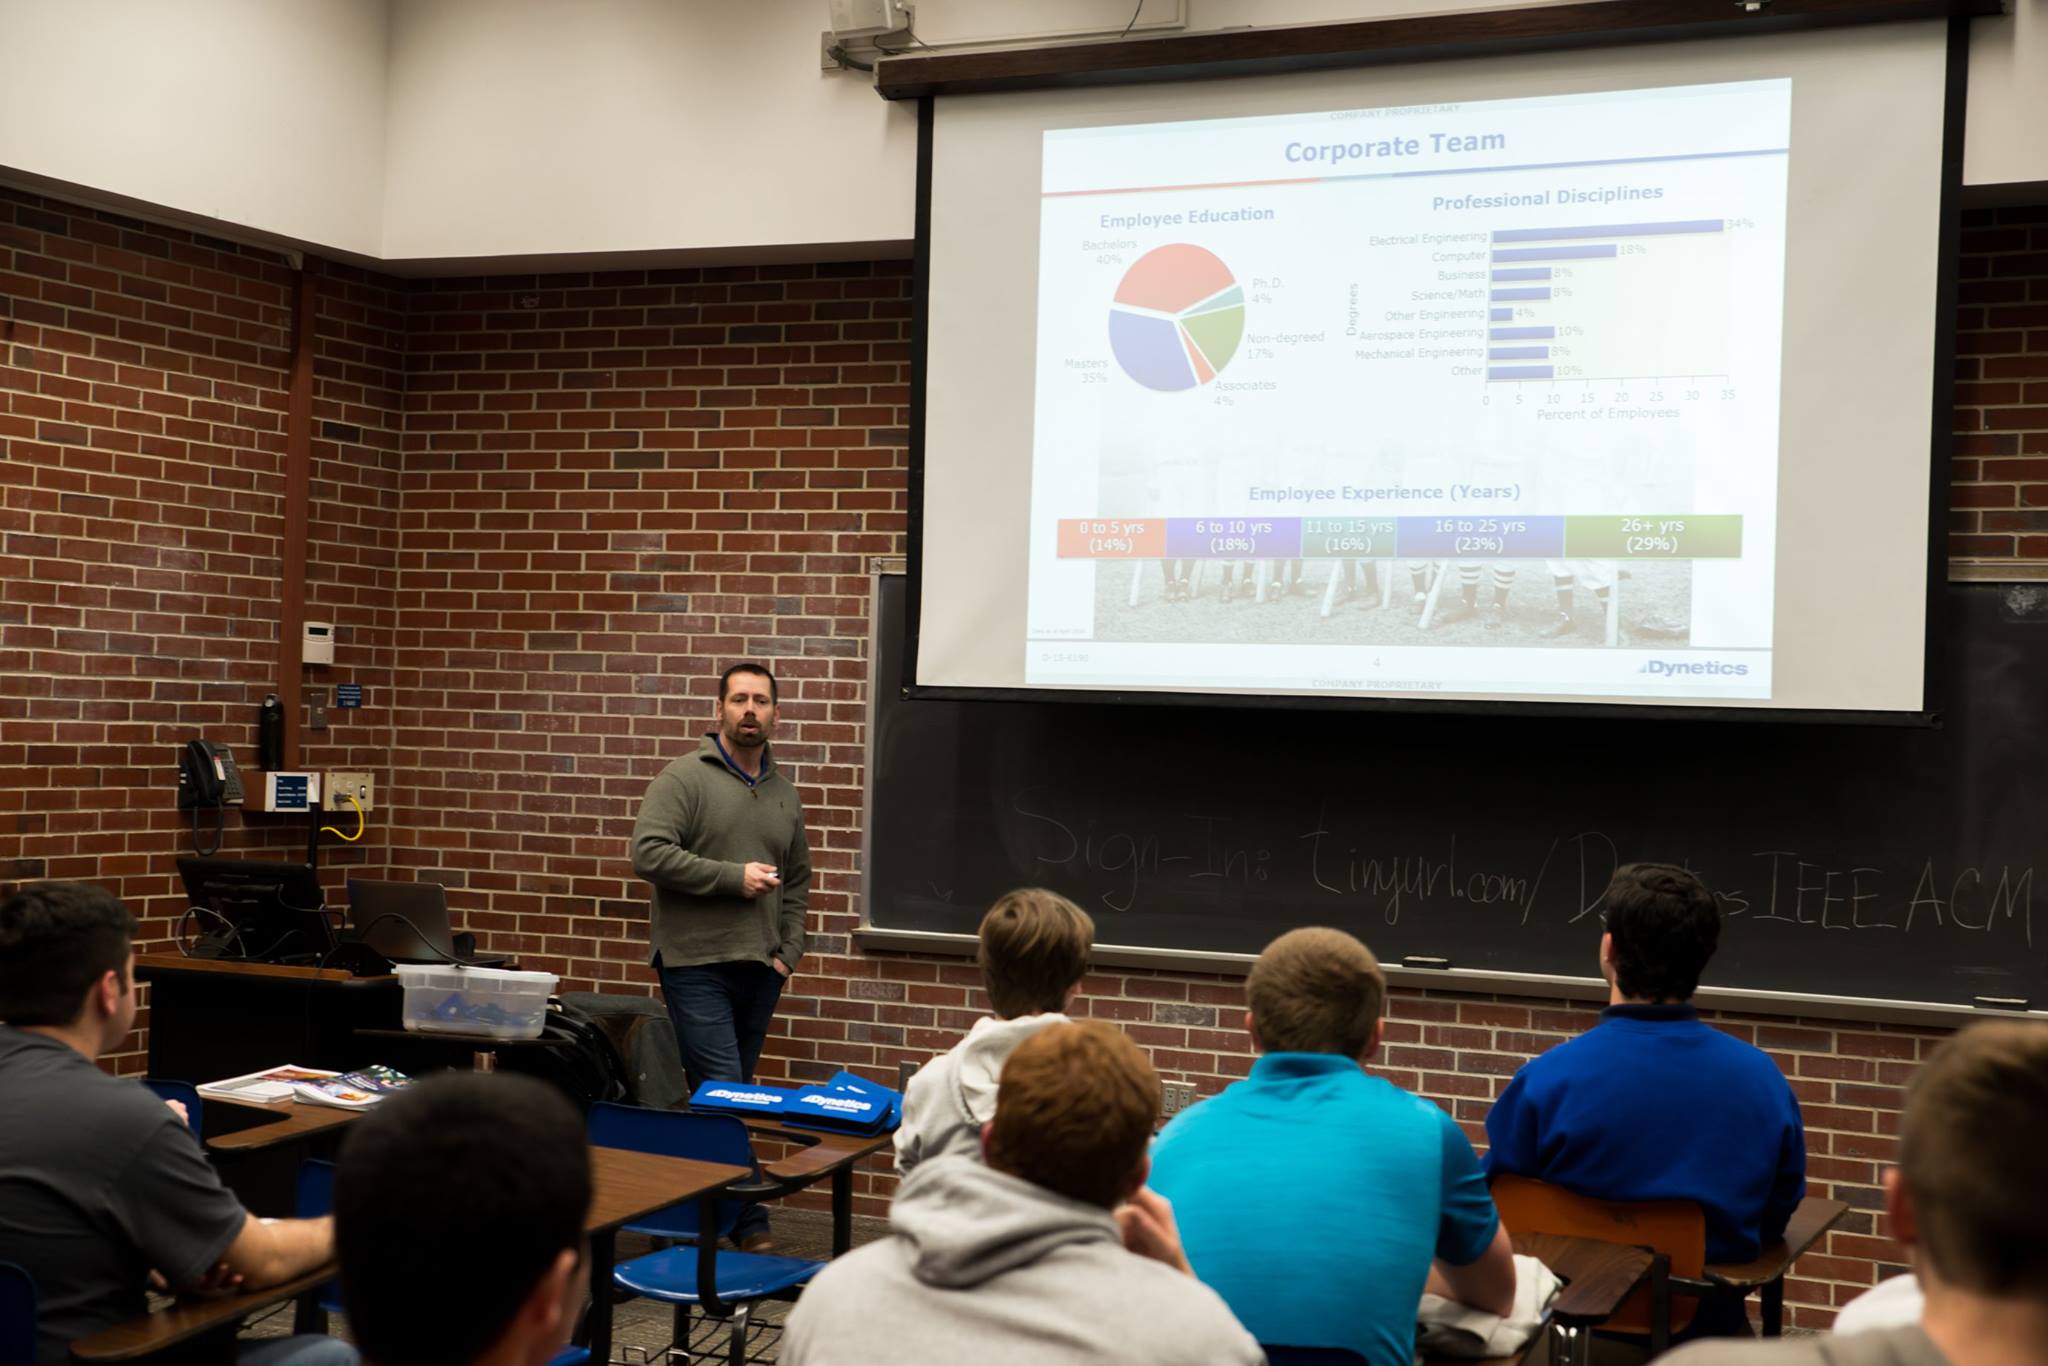 COMPANY PROPRIETARY
Corporate Team
Employee Education
Bachelors
40%
Ph.D.
4%
Non-degreed
17%
Masters
35%
Associates
4%
Professional Disciplines
Degrees
Electrical Engineering 34%
Computer 18%
Business 8%
Science/Math 8%
Other Engineering 4%
Aerospace Engineering 10%
Mechanical Engineering 8%
Other 10%
0 5 10 15 20 25 30 35
Percent of Employees
Employee Experience (Years)
0 to 5 yrs
(14%)
6 to 10 yrs
(18%)
11 to 15 yrs
(16%)
16 to 25 yrs
(23%)
26+ yrs
(29%)
4
Dynetics
COMPANY PROPRIETARY
Sign-In: tinyurl.com/ IEEE ACM
Dynetics
Dynetics